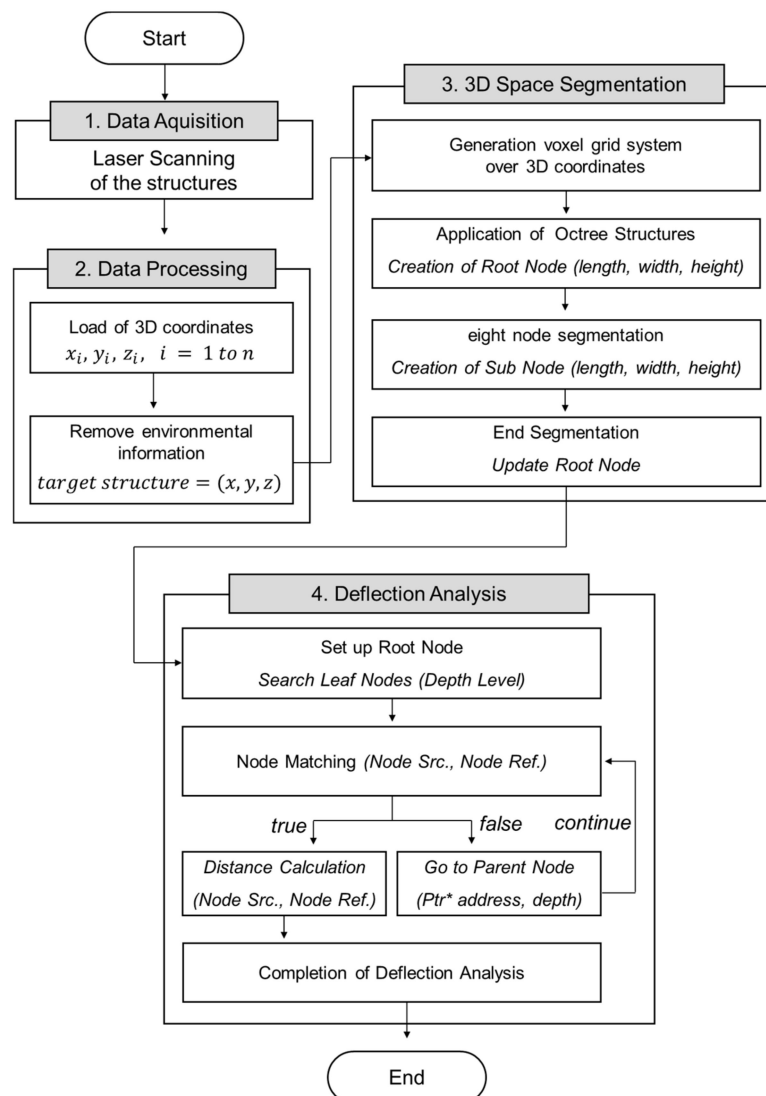 Start
1. Data Aquisition
Laser Scanning
of the structures
2. Data Processing
Load of 3D coordinates
x_i, y_i, z_i, i = 1 to n
Remove environmental
information
target structure = (x, y, z)
3. 3D Space Segmentation
Generation voxel grid system
over 3D coordinates
Application of Octree Structures
Creation of Root Node (length, width, height)
eight node segmentation
Creation of Sub Node (length, width, height)
End Segmentation
Update Root Node
4. Deflection Analysis
Set up Root Node
Search Leaf Nodes (Depth Level)
Node Matching (Node Src., Node Ref.)
true
false
continue
Distance Calculation
(Node Src., Node Ref.)
Go to Parent Node
(Ptr* address, depth)
Completion of Deflection Analysis
End